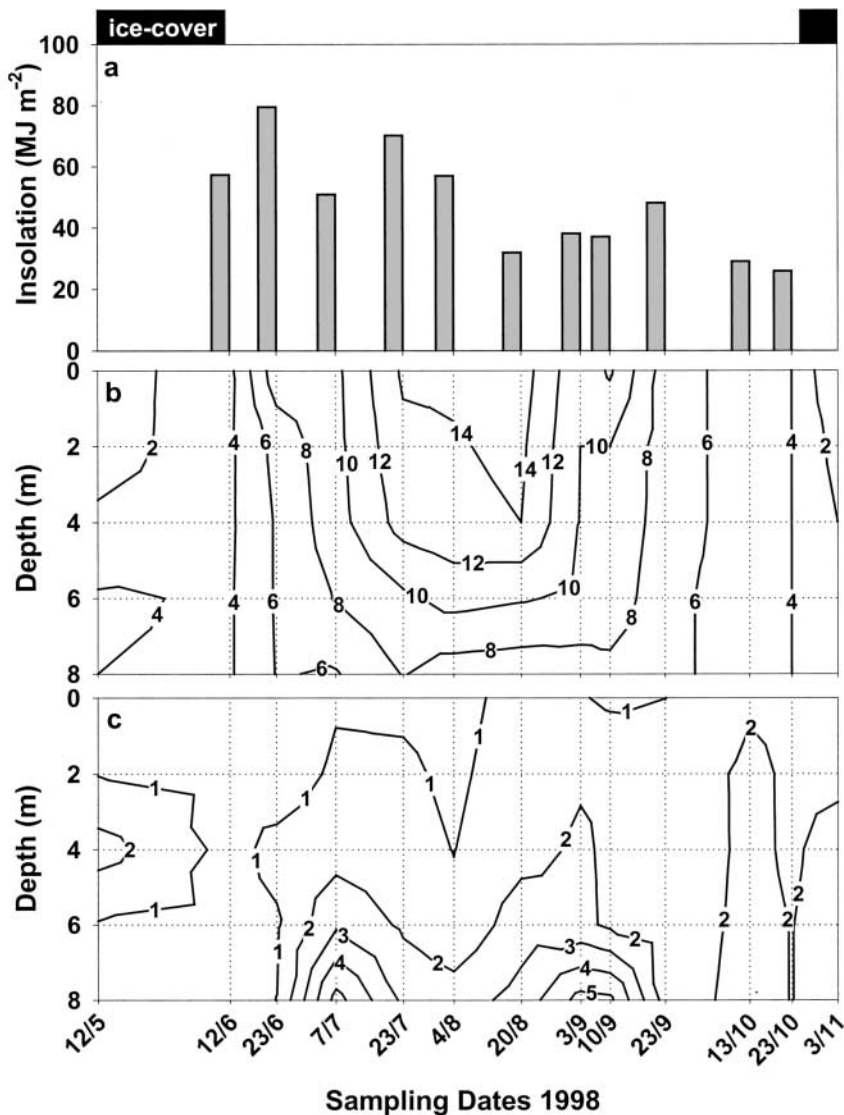 ice-cover
a
100
80
60
40
20
0
Insolation (MJ m⁻²)
b
0
2
4
6
8
Depth (m)
2 4 6 8 10 12 14 14 12 10 8 6 4 2
12
4 4 6 8 10 10 8 6 4
6 8
c
0
2
4
6
8
Depth (m)
1 1 2
1 1 1
2 1 2
1 2 2
2 2 2 2
1 3 2 3
4 4
5
12/5 12/6 23/6 7/7 23/7 4/8 20/8 3/9 10/9 23/9 13/10 23/10 3/11
Sampling Dates 1998